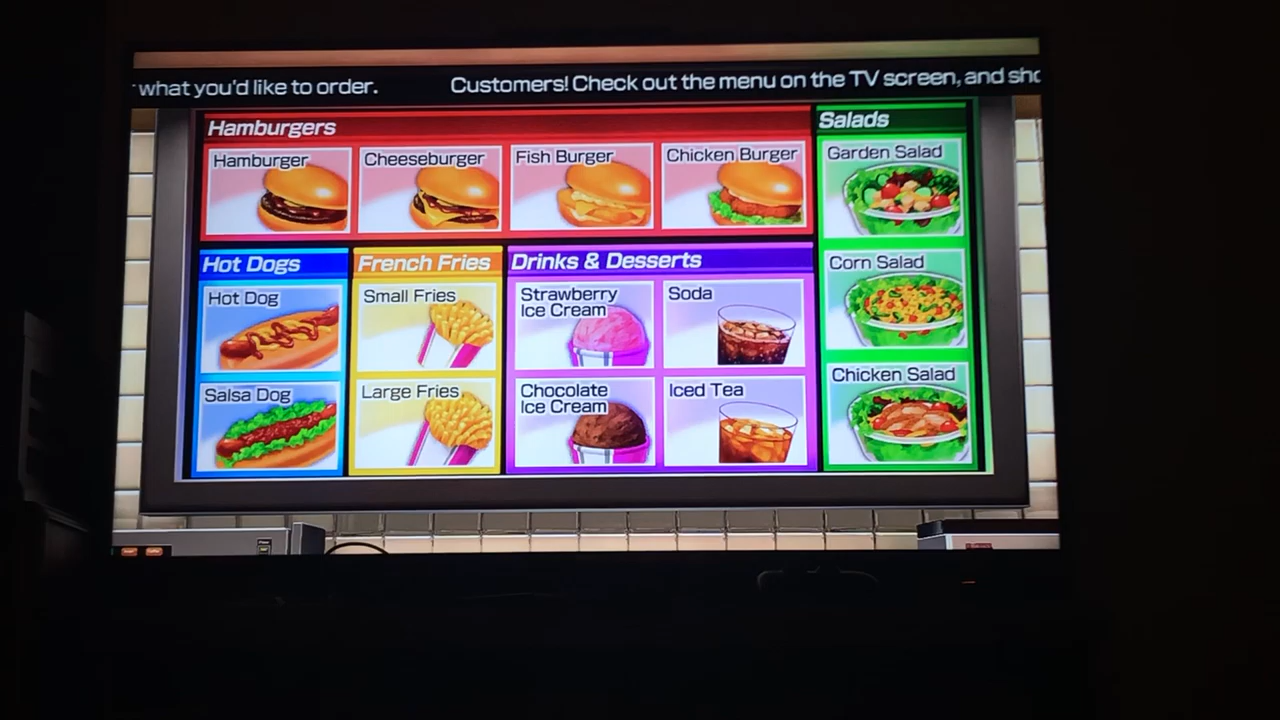 what you'd like to order.
Customers! Check out the menu on the TV screen, and
Hamburgers
Hamburger
Cheeseburger
Fish Burger
Chicken Burger
Salads
Garden Salad
Corn Salad
Chicken Salad
Hot Dogs
Hot Dog
Salsa Dog
French Fries
Small Fries
Large Fries
Drinks & Desserts
Strawberry
Ice Cream
Soda
Chocolate
Ice Cream
Iced Tea